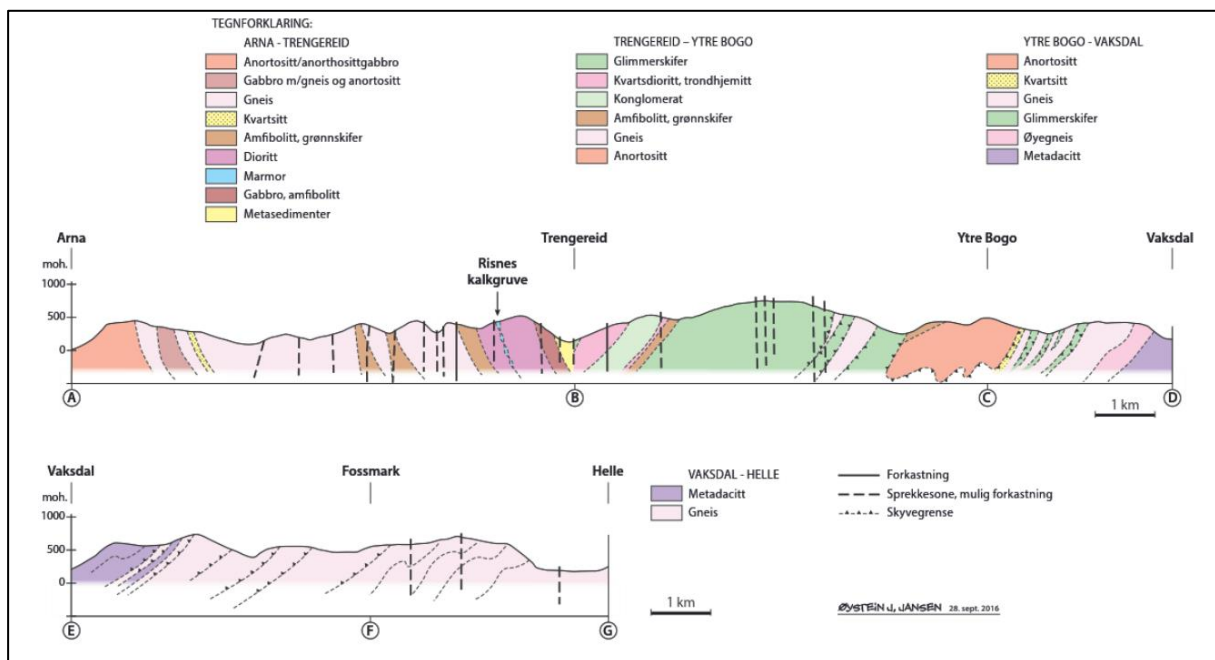 TEGNFORKLARING:
ARNA - TRENGEREID
Anortositt/anorthosittgabbro
Gabbro m/gneis og anortositt
Gneis
Kvartsitt
Amfibolitt, grønnskifer
Dioritt
Marmor
Gabbro, amfibolitt
Metasedimenter
TRENGEREID – YTRE BOGO
Glimmerskifer
Kvartsdioritt, trondhjemitt
Konglomerat
Amfibolitt, grønnskifer
Gneis
Anortositt
YTRE BOGO - VAKSDAL
Anortositt
Kvartsitt
Gneis
Glimmerskifer
Øyegneis
Metadacitt
Arna
Trengereid
Ytre Bogo
Vaksdal
moh.
Risnes
kalkgruve
1000
500
0
A
B
C
D
1 km
Vaksdal
Fossmark
Helle
moh.
1000
500
0
E
F
G
VAKSDAL - HELLE
Metadacitt
Gneis
Forkastning
Sprekkesone, mulig forkastning
Skyvegrense
1 km
ØYSTEIN J. JANSEN 28. sept. 2016